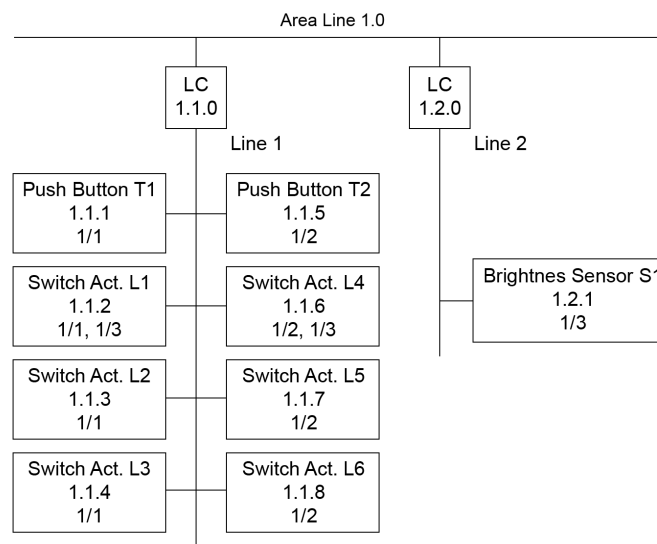 Area Line 1.0
LC
1.1.0
LC
1.2.0
Line 1
Line 2
Push Button T1
1.1.1
1/1
Push Button T2
1.1.5
1/2
Switch Act. L1
1.1.2
1/1, 1/3
Switch Act. L4
1.1.6
1/2, 1/3
Brightnes Sensor S1
1.2.1
1/3
Switch Act. L2
1.1.3
1/1
Switch Act. L5
1.1.7
1/2
Switch Act. L3
1.1.4
1/1
Switch Act. L6
1.1.8
1/2